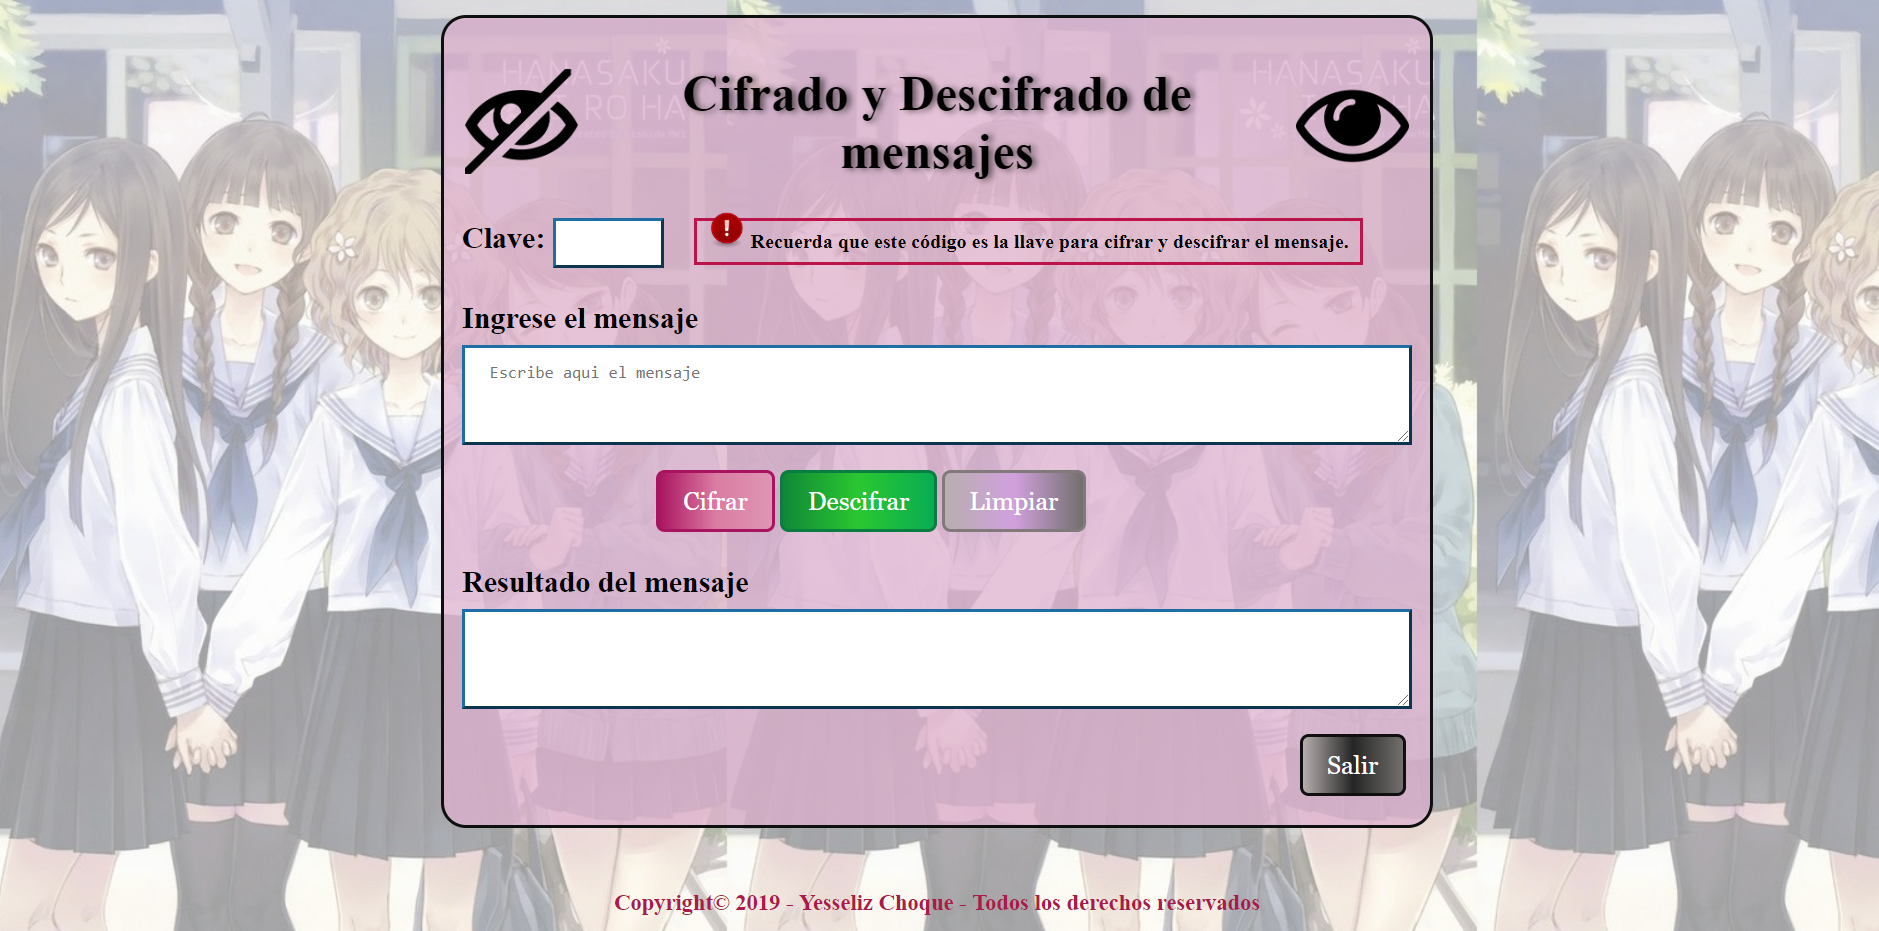 HANASAKU
HANASAKU
Cifrado y Descifrado de
mensajes
Clave:
! Recuerda que este código es la llave para cifrar y descifrar el mensaje.
Ingrese el mensaje
Escribe aqui el mensaje
Cifrar Descifrar Limpiar
Resultado del mensaje
Salir
Copyright© 2019 - Yesseliz Choque - Todos los derechos reservados